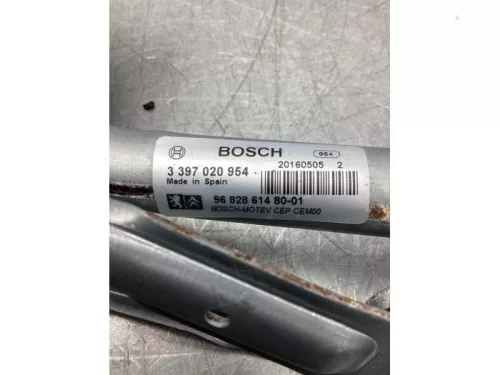 BOSCH
3 397 020 954
20160505 2
Made in Spain
96 828 614 80-01
BOSCH-MOTEV CEP CEM00